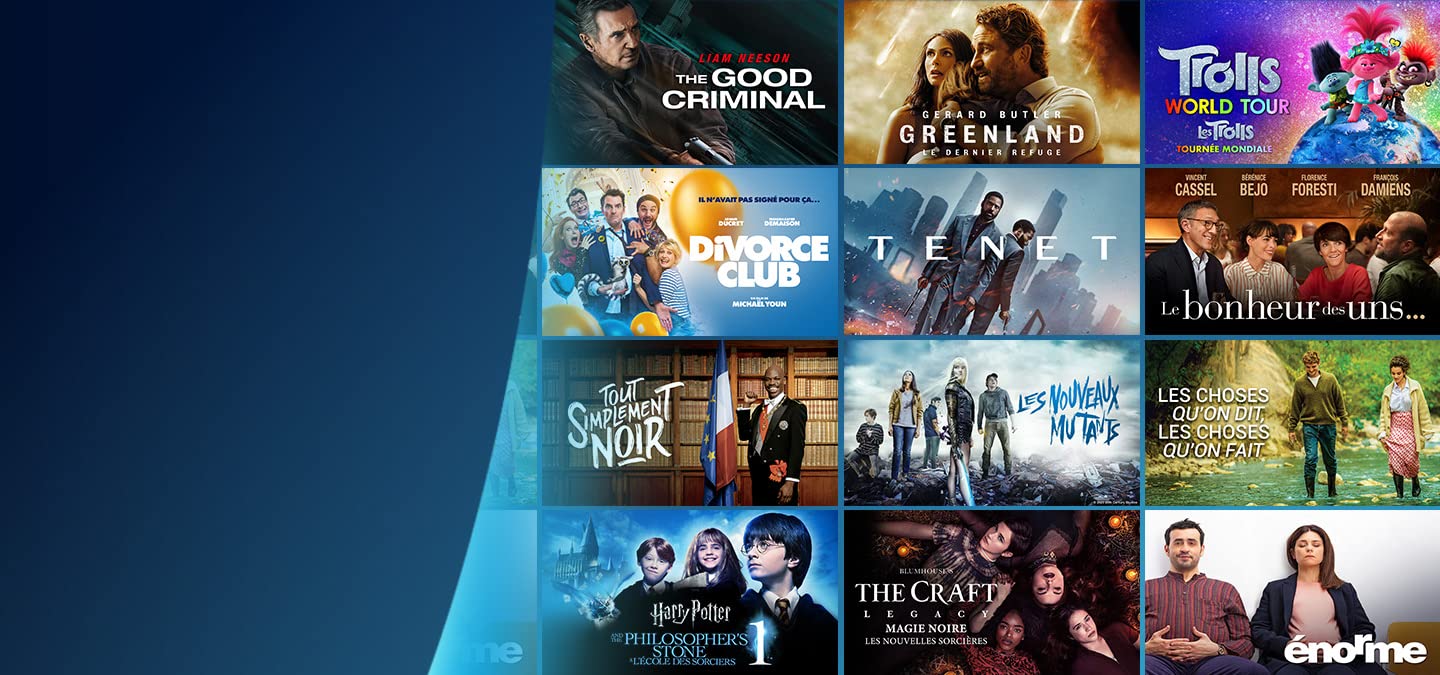 LIAM NEESON
THE GOOD
CRIMINAL
GERARD BUTLER
GREENLAND
LE DERNIER REFUGE
Trolls
WORLD TOUR
Les Trolls
TOURNÉE MONDIALE
IL N'AVAIT PAS SIGNÉ POUR ÇA...
DUCRET
DEMAISON
DIVORCE
CLUB
UN FILM DE
MICHAËL YOUN
TENET
VINCENT CASSEL
BÉRÉNICE BEJO
FLORENCE FORESTI
FRANÇOIS DAMIENS
Le bonheur des uns...
TOUT
SIMPLEMENT
NOIR
LES NOUVEAUX
MUTANTS
LES CHOSES
QU'ON DIT,
LES CHOSES
QU'ON FAIT
Harry Potter
AND THE PHILOSOPHER'S
STONE
À L'ÉCOLE DES SORCIERS
1
BLUMHOUSE'S
THE CRAFT
LEGACY
MAGIE NOIRE
LES NOUVELLES SORCIÈRES
énorme
rme